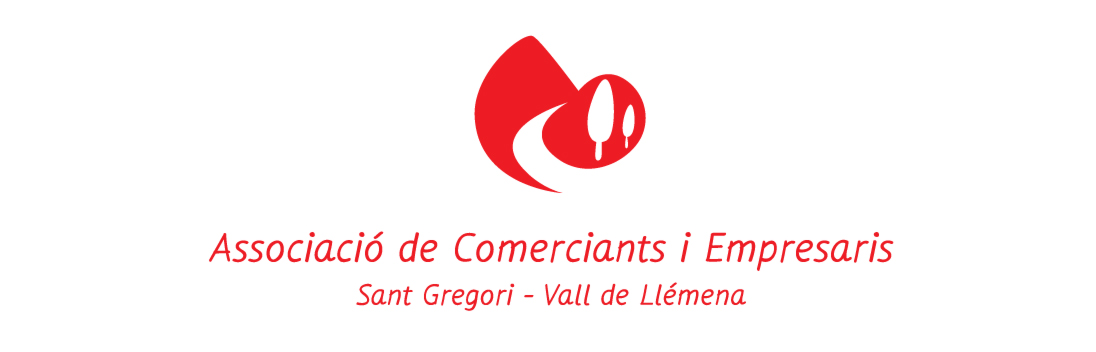 Associació de Comerciants i Empresaris
Sant Gregori - Vall de Llémena